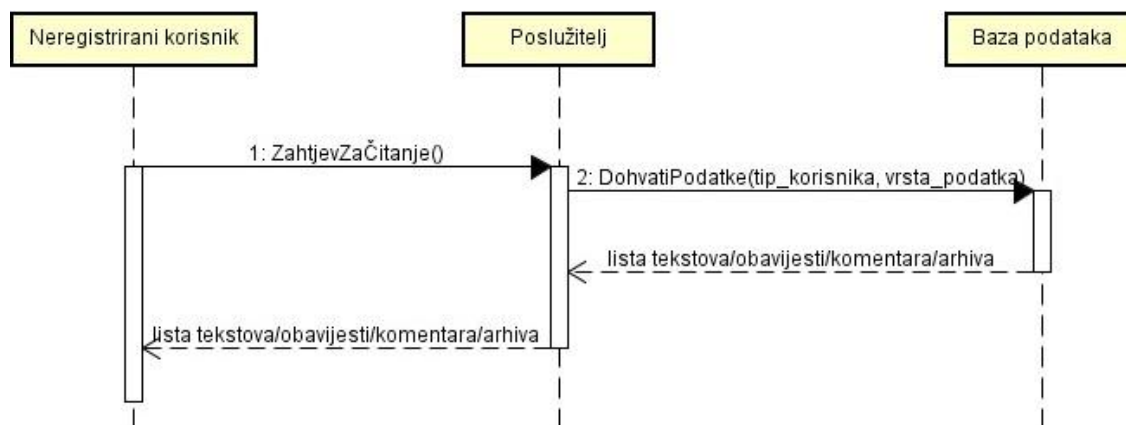 Neregistrirani korisnik
Poslužitelj
Baza podataka
1: ZahtjevZaČitanje()
2: DohvatiPodatke(tip_korisnika, vrsta_podatka)
lista tekstova/obavijesti/komentara/arhiva
lista tekstova/obavijesti/komentara/arhiva